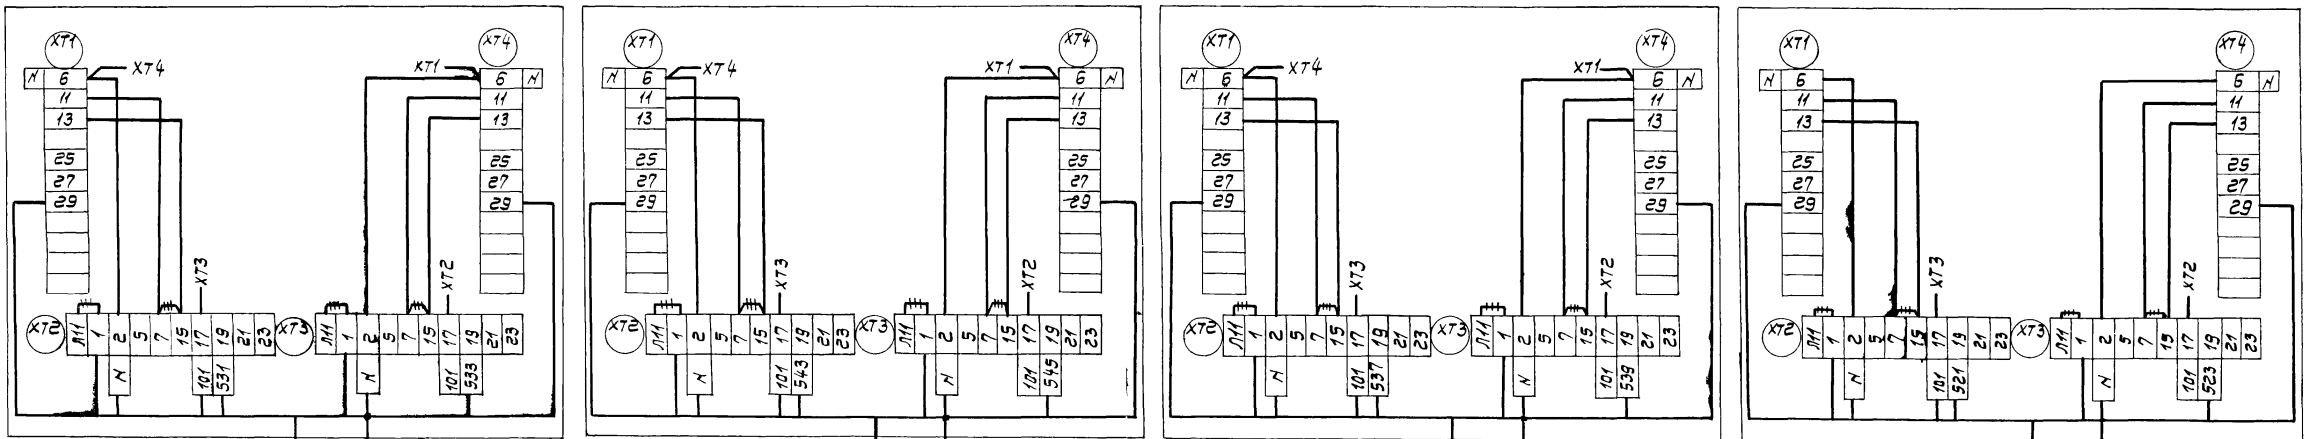 XT1 XT4
N 6 XT4 XT1 6 N
11 11
13 13
25 25
27 27
29 29
XT3 XT2
XT2 Л11 1 2 5 7 15 17 19 21 23 XT3 Л11 1 2 5 7 15 17 19 21 23
N 101 531 N 101 533
XT1 XT4
N 6 XT4 XT1 6 N
11 11
13 13
25 25
27 27
29 29
XT3 XT2
XT2 Л11 1 2 5 7 15 17 19 21 23 XT3 Л11 1 2 5 7 15 17 19 21 23
N 101 543 N 101 545
XT1 XT4
N 6 XT4 XT1 6 N
11 11
13 13
25 25
27 27
29 29
XT3 XT2
XT2 Л11 1 2 5 7 15 17 19 21 23 XT3 Л11 1 2 5 7 15 17 19 21 23
N 101 537 N 101 539
XT1 XT4
N 6 6 N
11 11
13 13
25 25
27 27
29 29
XT3 XT2
XT2 Л11 1 2 5 7 15 17 19 21 23 XT3 Л11 1 2 5 7 15 17 19 21 23
N 101 521 N 101 523